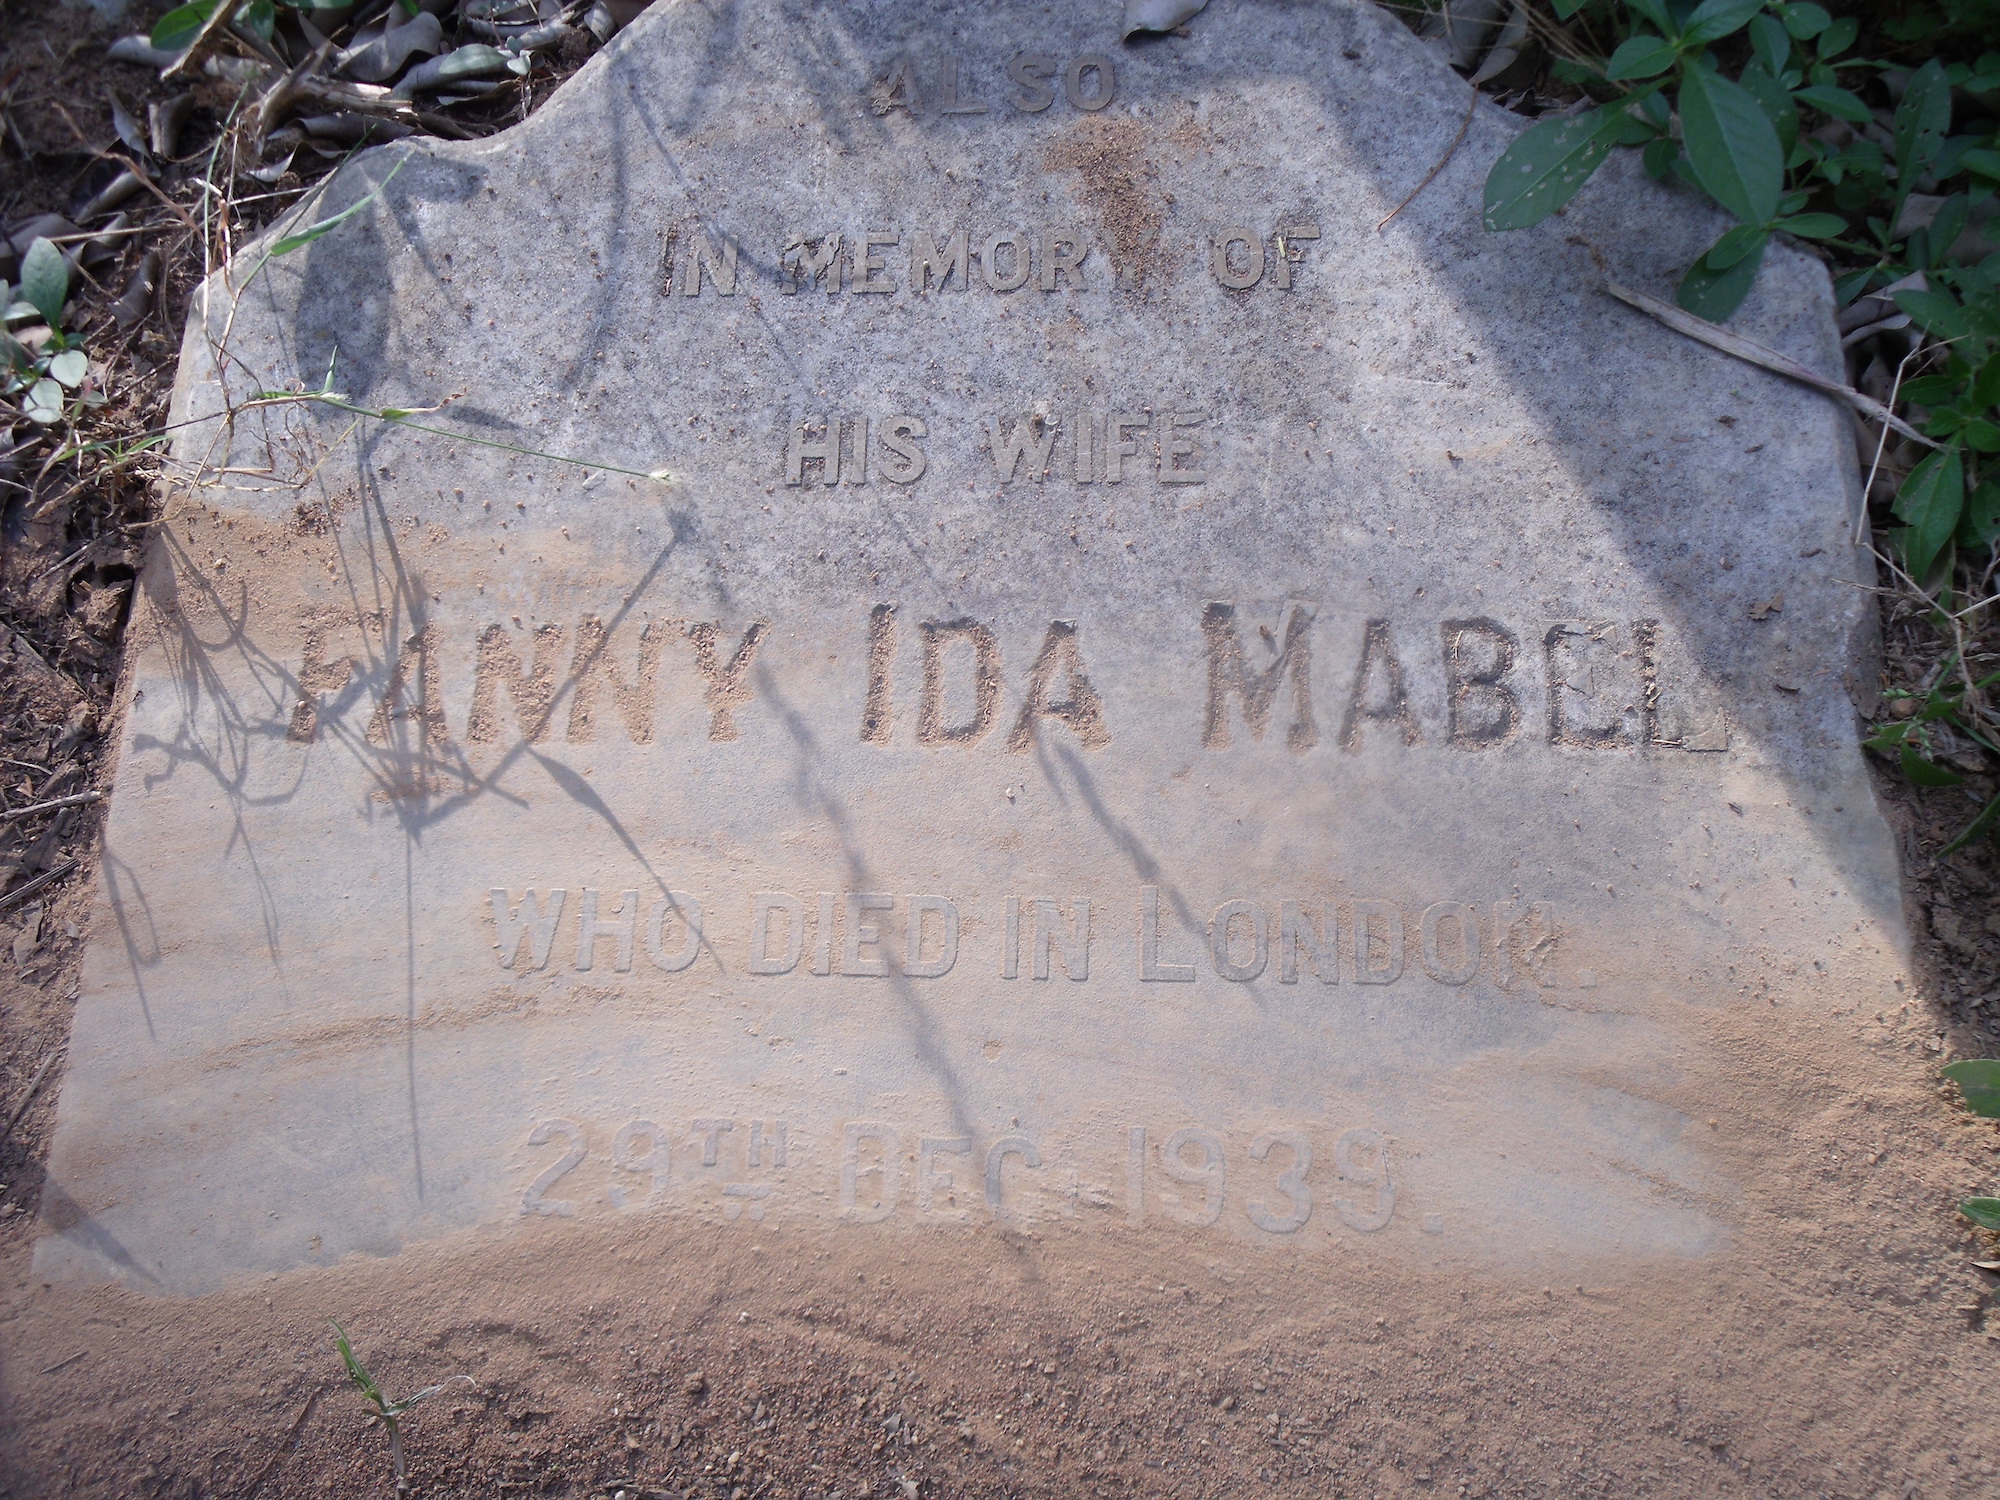 ALSO
IN MEMORY OF
HIS WIFE
FANNY IDA MABEL
WHO DIED IN LONDON.
29TH DEC. 1939.